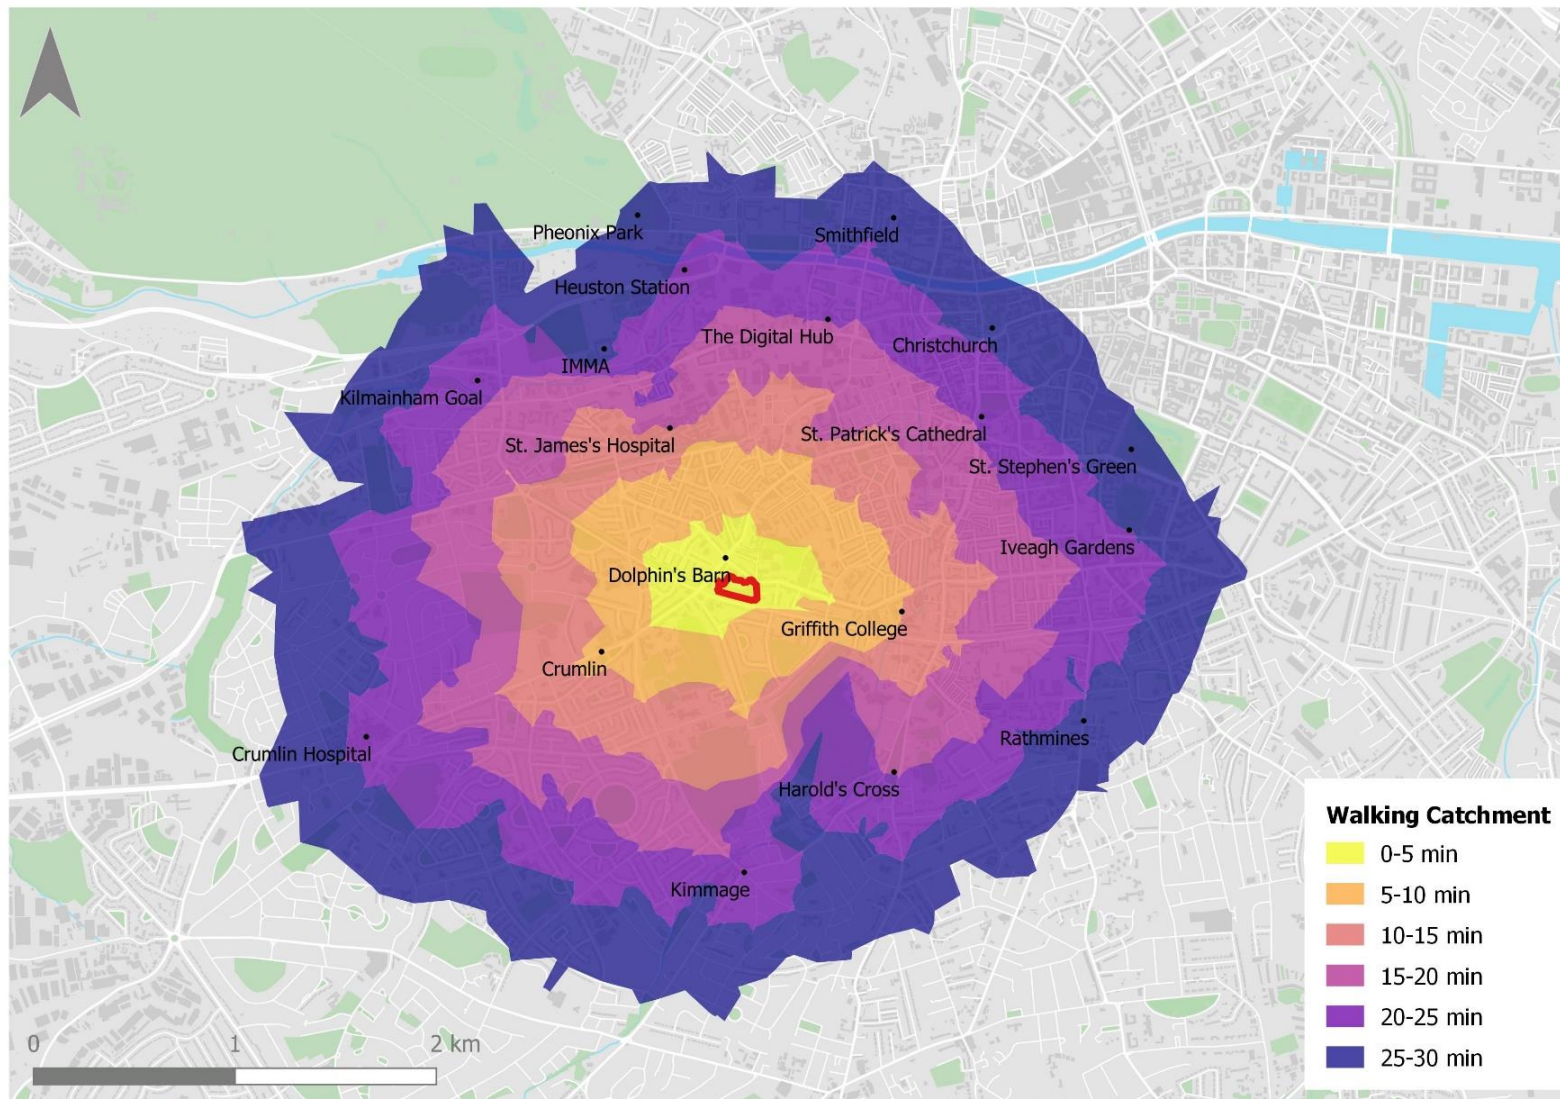 Pheonix Park
Smithfield
Heuston Station
The Digital Hub
Christchurch
IMMA
Kilmainham Goal
St. James's Hospital
St. Patrick's Cathedral
St. Stephen's Green
Iveagh Gardens
Dolphin's Barn
Griffith College
Crumlin
Rathmines
Crumlin Hospital
Harold's Cross
Kimmage
Walking Catchment
0-5 min
5-10 min
10-15 min
15-20 min
20-25 min
25-30 min
0 1 2 km